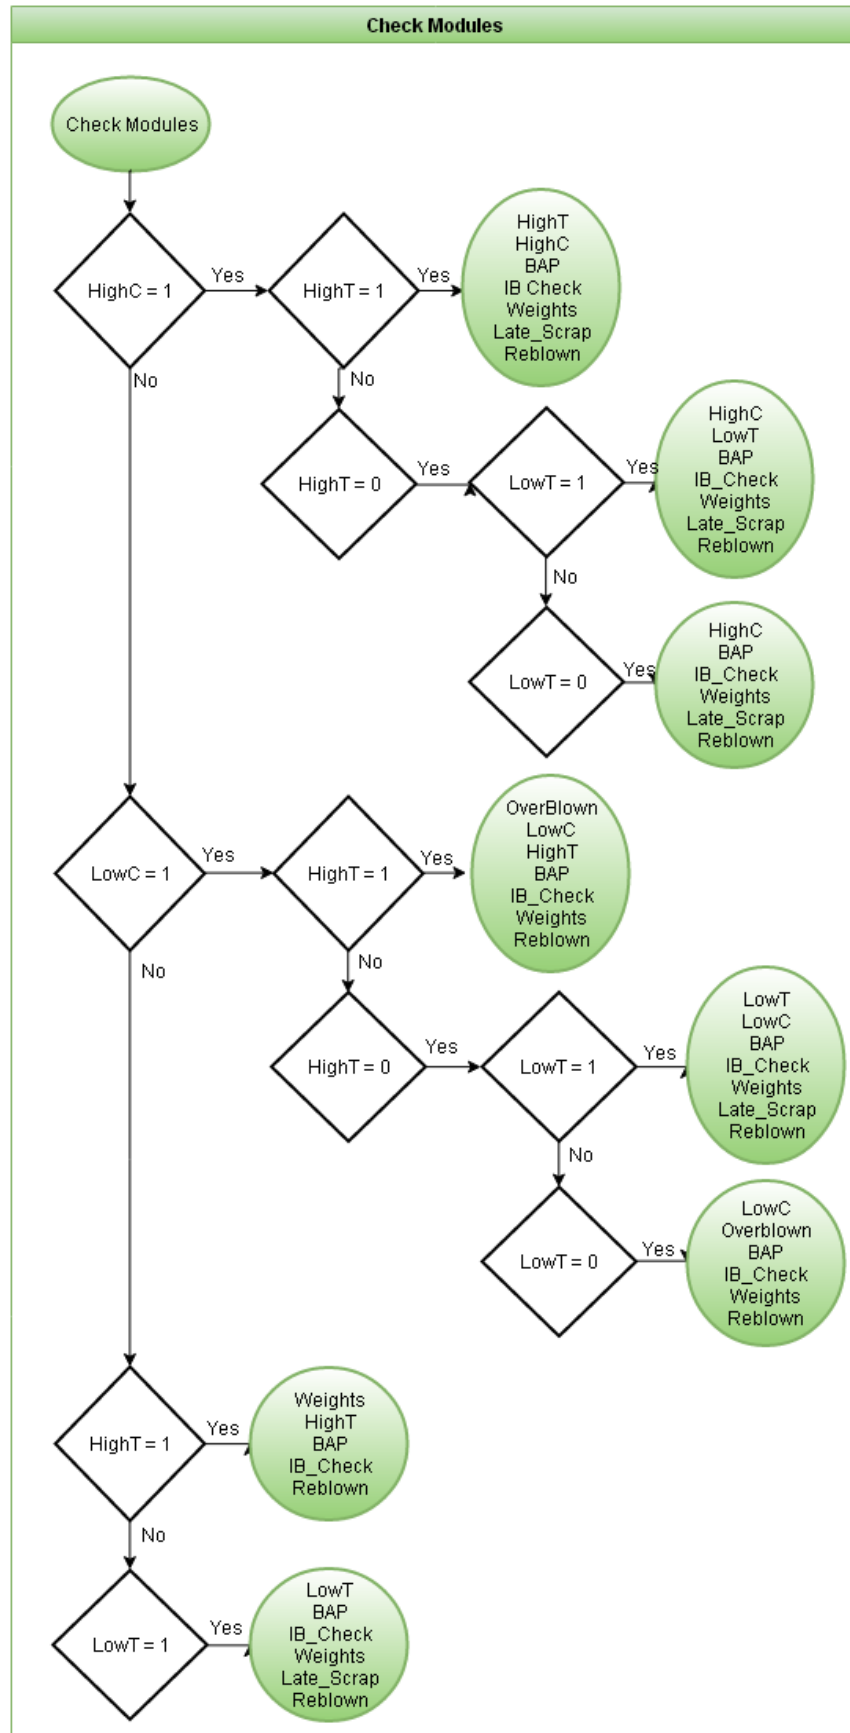 Check Modules
Check Modules
HighC = 1
Yes
HighT = 1
Yes
HighT
HighC
BAP
IB Check
Weights
Late_Scrap
Reblown
No
No
HighT = 0
Yes
LowT = 1
Yes
HighC
LowT
BAP
IB_Check
Weights
Late_Scrap
Reblown
No
LowT = 0
Yes
HighC
BAP
IB_Check
Weights
Late_Scrap
Reblown
LowC = 1
Yes
HighT = 1
Yes
OverBlown
LowC
HighT
BAP
IB_Check
Weights
Reblown
No
No
HighT = 0
Yes
LowT = 1
Yes
LowT
LowC
BAP
IB_Check
Weights
Late_Scrap
Reblown
No
LowT = 0
Yes
LowC
Overblown
BAP
IB_Check
Weights
Reblown
HighT = 1
Yes
Weights
HighT
BAP
IB_Check
Reblown
No
LowT = 1
Yes
LowT
BAP
IB_Check
Weights
Late_Scrap
Reblown